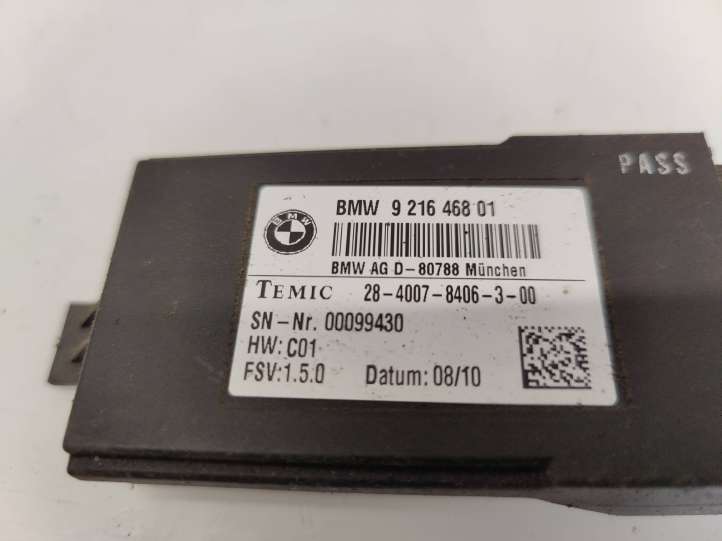 PASS
BMW 9 216 468 01
BMW
BMW AG D-80788 München
TEMIC 28-4007-8406-3-00
SN-Nr. 00099430
HW: C01
FSV:1.5.0 Datum: 08/10